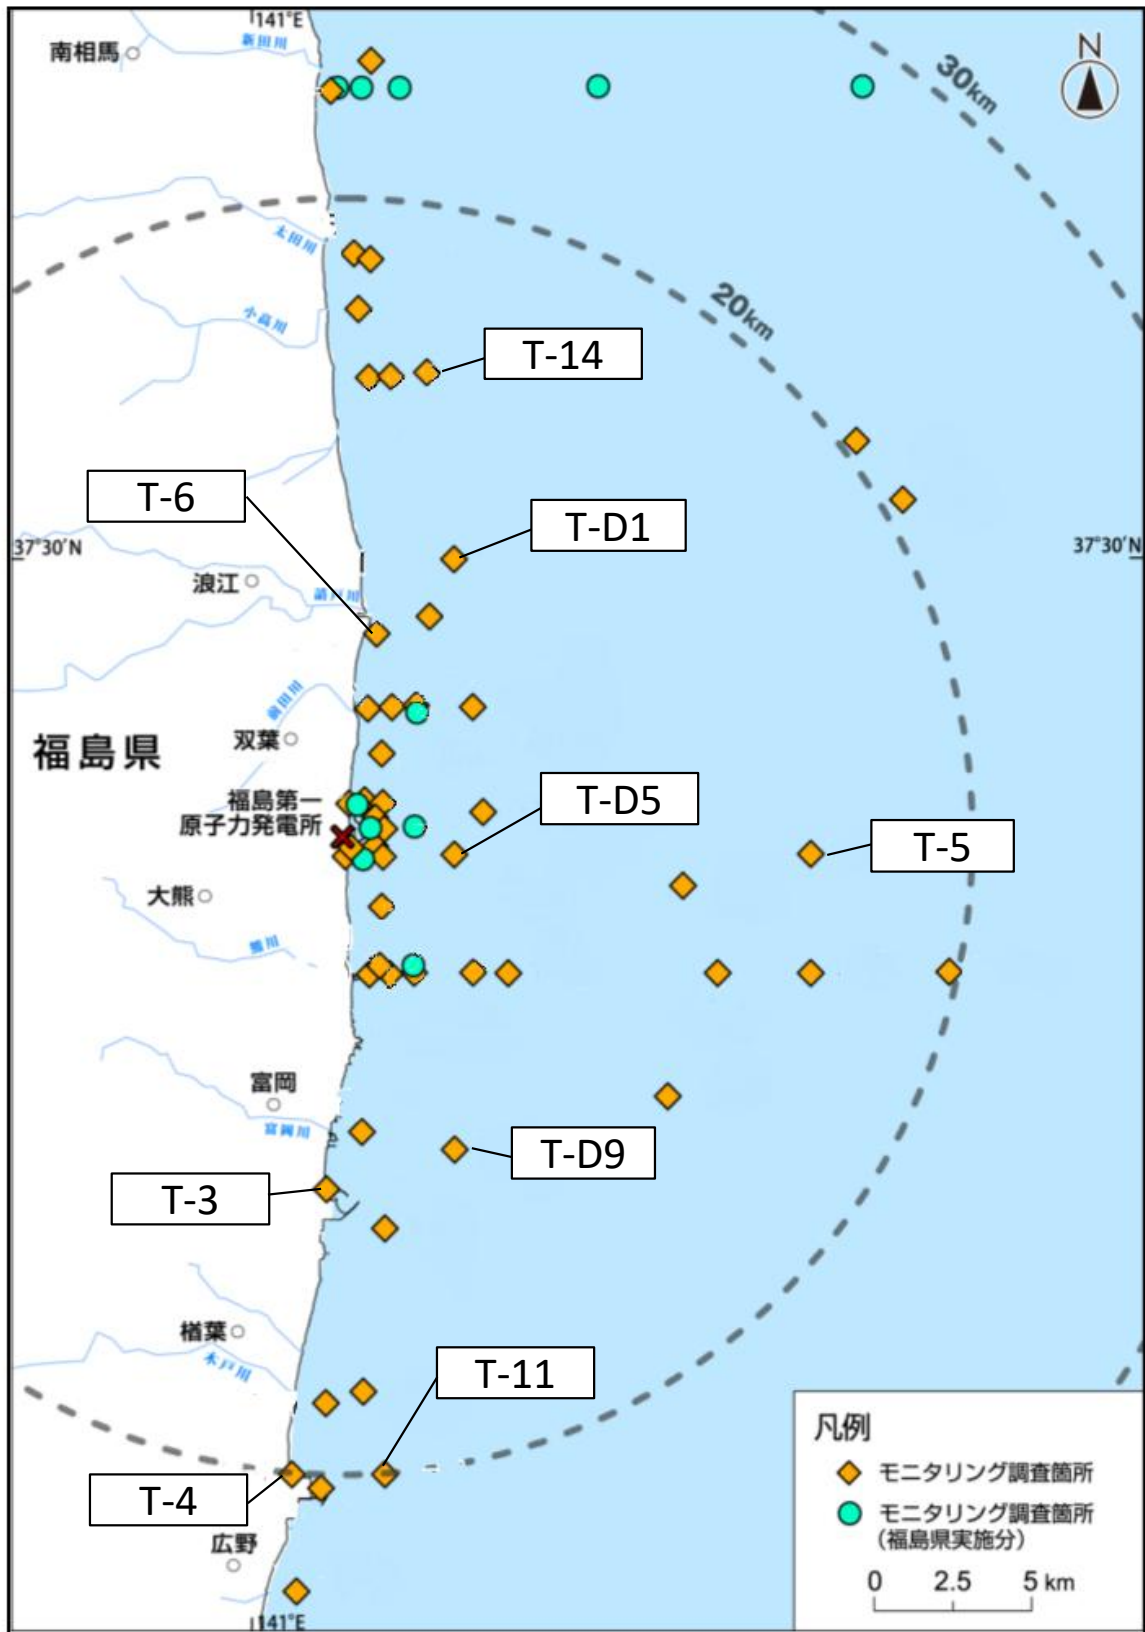 141°E
南相馬
新田川
N
30km
太田川
小高川
20km
T-14
T-6
T-D1
37°30′N
37°30′N
浪江
請戸川
前田川
福島県
双葉
福島第一
原子力発電所
T-D5
T-5
大熊
熊川
富岡
富岡川
T-D9
T-3
楢葉
木戸川
T-11
T-4
広野
141°E
凡例
モニタリング調査箇所
モニタリング調査箇所
（福島県実施分）
0 2.5 5 km